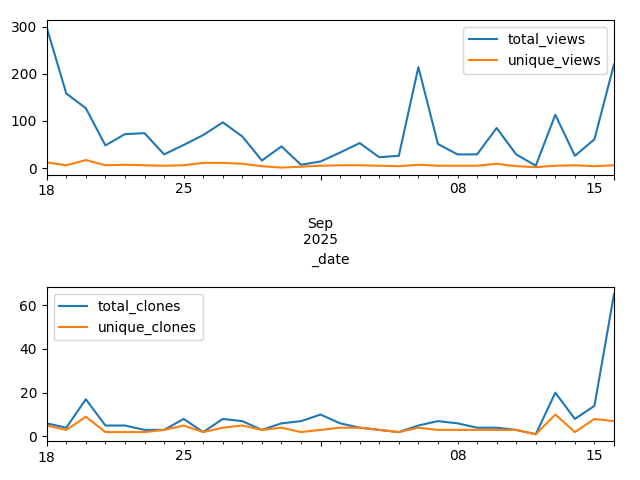 300
200
100
0
total_views
unique_views
18
25
08
15
Sep
2025
_date
60
40
20
0
total_clones
unique_clones
18
25
08
15